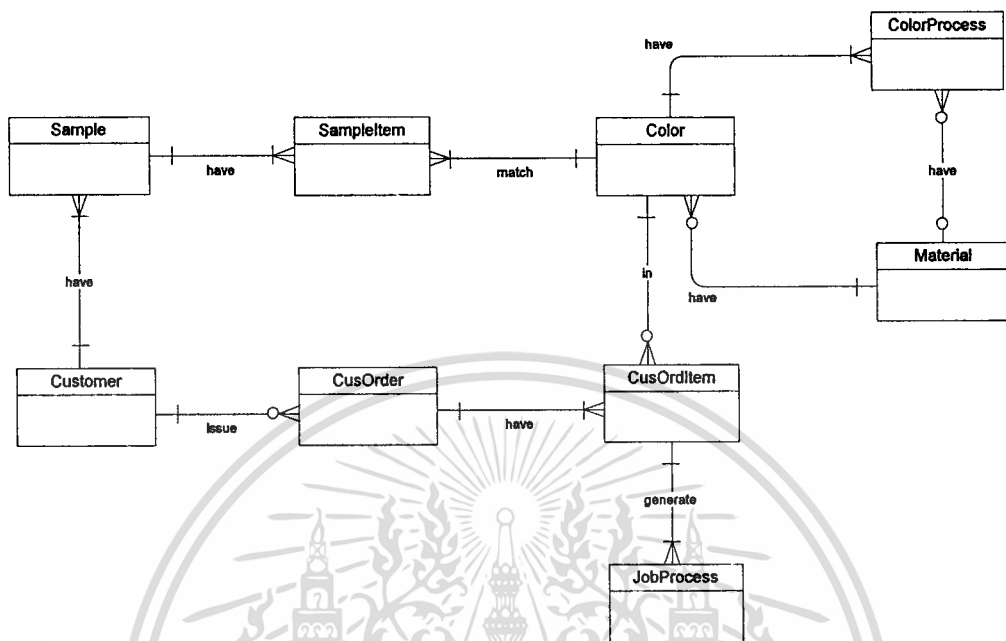 ColorProcess
have
Sample
SampleItem
Color
have
match
have
Material
have
in
have
Customer
CusOrder
CusOrdItem
Issue
have
generate
JobProcess